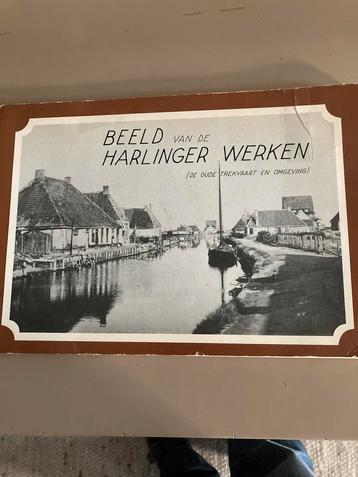 BEELD VAN DE
HARLINGER WERKEN
(DE OUDE TREKVAART EN OMGEVING)